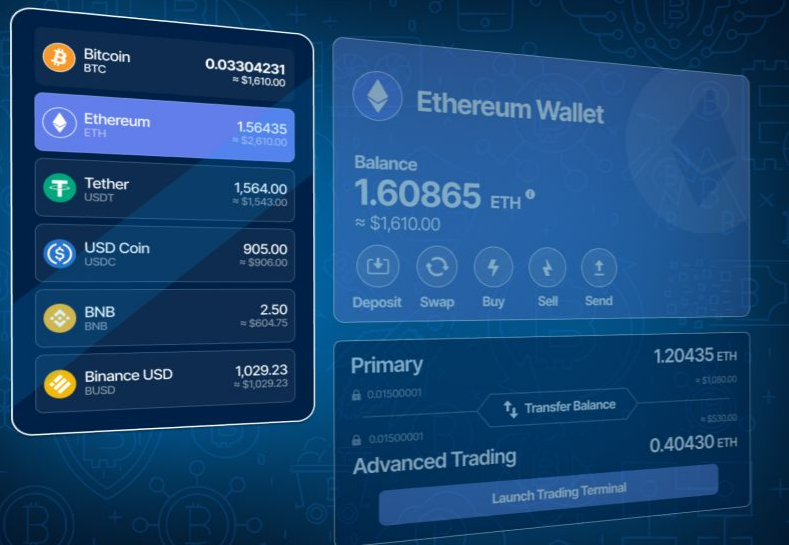 Bitcoin
BTC
0.03304231
≈ $1,610.00
Ethereum
ETH
1.56435
≈ $2,610.00
Tether
USDT
1,564.00
≈ $1,543.00
USD Coin
USDC
905.00
≈ $906.00
BNB
BNB
2.50
≈ $604.75
Binance USD
BUSD
1,029.23
≈ $1,029.23
Ethereum Wallet
Balance
1.60865 ETH
≈ $1,610.00
Deposit Swap Buy Sell Send
Primary
1.20435 ETH
≈ $1,080.00
0.01500001
Transfer Balance
≈ $530.00
0.01500001
Advanced Trading
0.40430 ETH
Launch Trading Terminal